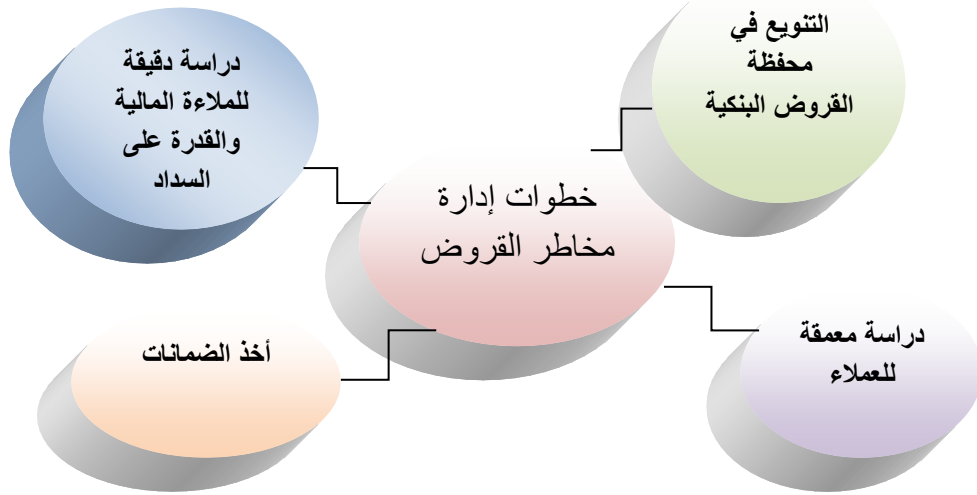 التنويع في
محفظة
القروض البنكية
دراسة دقيقة
للملاءة المالية
والقدرة على
السداد
خطوات إدارة
مخاطر القروض
دراسة معمقة
للعملاء
أخذ الضمانات